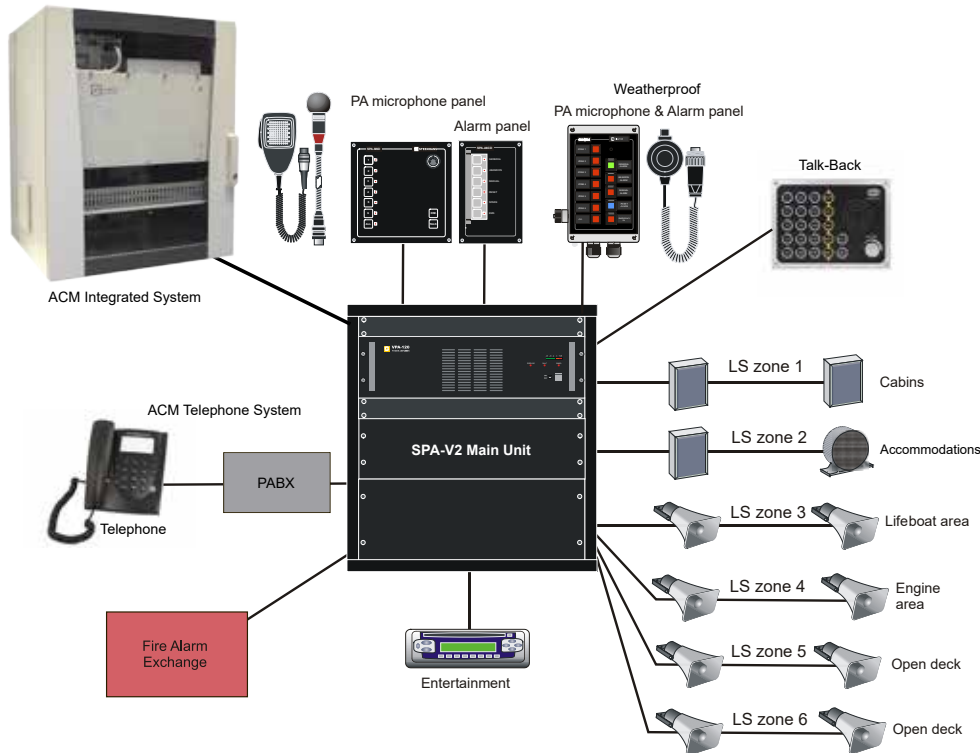 Weatherproof
PA microphone panel
PA microphone & Alarm panel
Alarm panel
Talk-Back
ACM Integrated System
VPA-120
LS zone 1
Cabins
ACM Telephone System
SPA-V2 Main Unit
LS zone 2
Accommodations
PABX
Telephone
LS zone 3
Lifeboat area
LS zone 4
Engine
area
Fire Alarm
Exchange
LS zone 5
Open deck
Entertainment
LS zone 6
Open deck